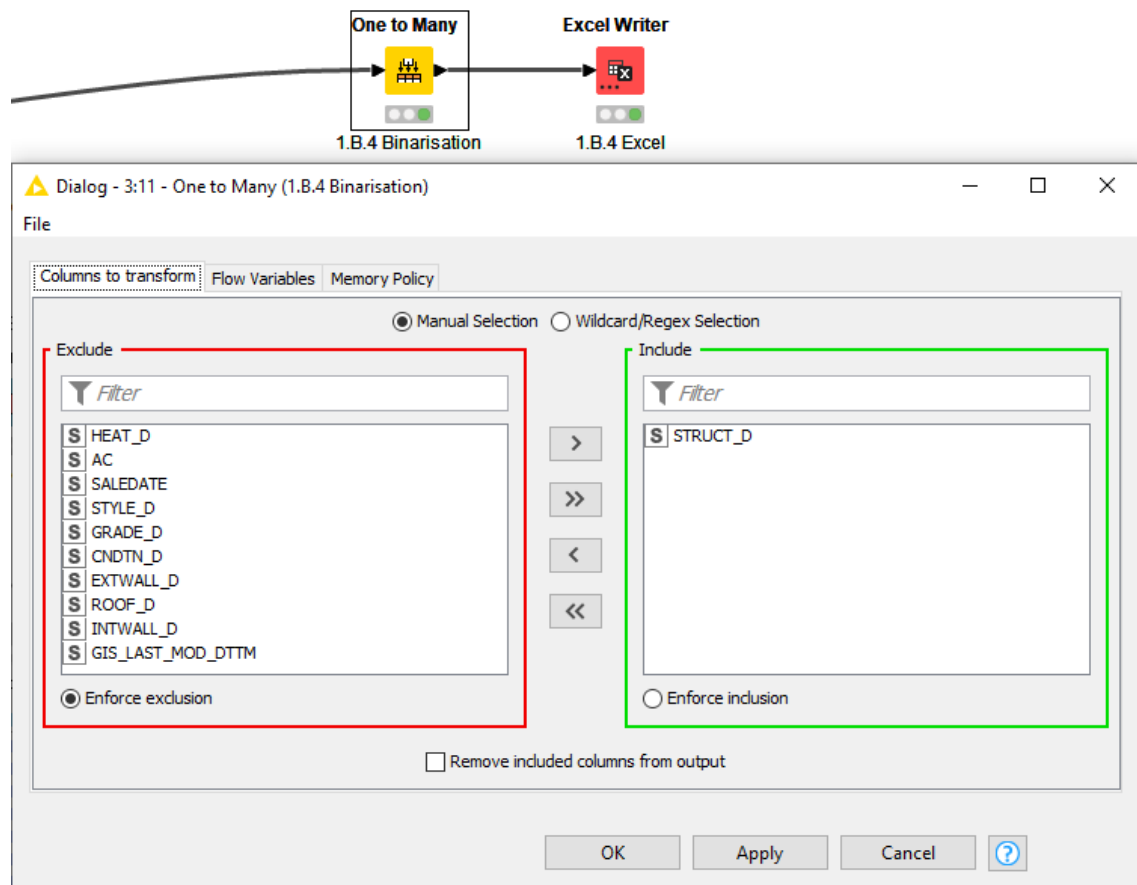 One to Many
Excel Writer
1.B.4 Binarisation
1.B.4 Excel
Dialog - 3:11 - One to Many (1.B.4 Binarisation)
File
Columns to transform
Flow Variables
Memory Policy
Manual Selection
Wildcard/Regex Selection
Exclude
Filter
S HEAT_D
S AC
S SALEDATE
S STYLE_D
S GRADE_D
S CNDTN_D
S EXTWALL_D
S ROOF_D
S INTWALL_D
S GIS_LAST_MOD_DTTM
Enforce exclusion
>
>>
<
<<
Include
Filter
S STRUCT_D
Enforce inclusion
Remove included columns from output
OK
Apply
Cancel
?